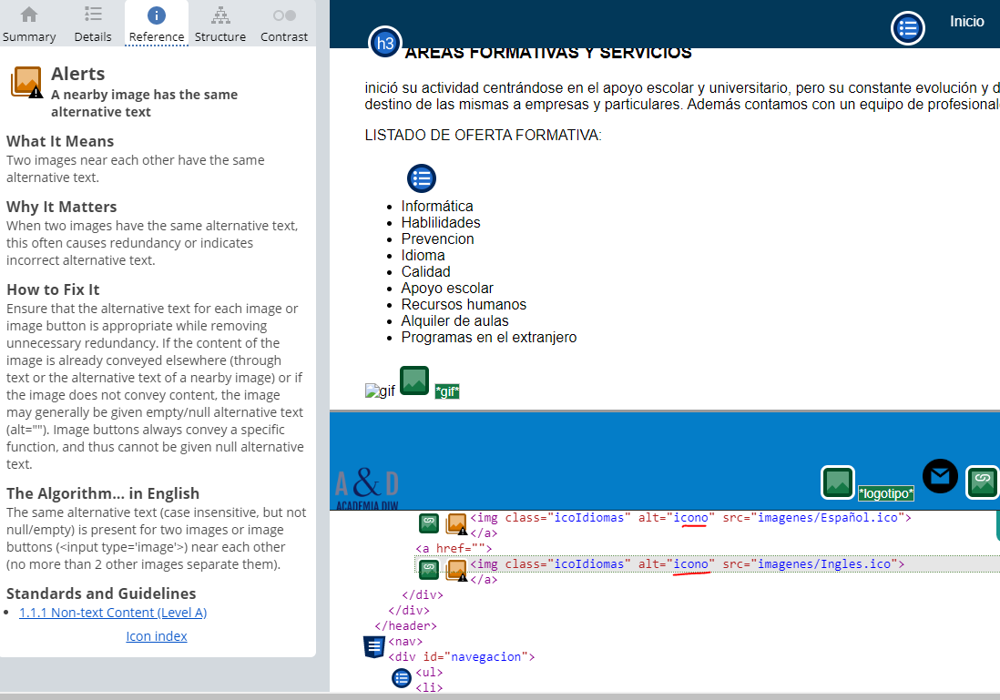 Summary Details Reference Structure Contrast
Alerts
A nearby image has the same
alternative text
What It Means
Two images near each other have the same
alternative text.
Why It Matters
When two images have the same alternative text,
this often causes redundancy or indicates
incorrect alternative text.
How to Fix It
Ensure that the alternative text for each image or
image button is appropriate while removing
unnecessary redundancy. If the content of the
image is already conveyed elsewhere (through
text or the alternative text of a nearby image) or if
the image does not convey content, the image
may generally be given empty/null alternative text
(alt=""). Image buttons always convey a specific
function, and thus cannot be given null alternative
text.
The Algorithm... in English
The same alternative text (case insensitive, but not
null/empty) is present for two images or image
buttons (<input type='image'>) near each other
(no more than 2 other images separate them).
Standards and Guidelines
1.1.1 Non-text Content (Level A)
Icon index
Inicio
h3 AREAS FORMATIVAS Y SERVICIOS
inició su actividad centrándose en el apoyo escolar y universitario, pero su constante evolución y d
destino de las mismas a empresas y particulares. Además contamos con un equipo de profesional
LISTADO DE OFERTA FORMATIVA:
Informática
Hablilidades
Prevencion
Idioma
Calidad
Apoyo escolar
Recursos humanos
Alquiler de aulas
Programas en el extranjero
gif *gif*
A & D
ACADEMIA DIW
*logotipo*
<img class="icoIdiomas" alt="icono" src="imagenes/Español.ico">
</a>
<a href="">
<img class="icoIdiomas" alt="icono" src="imagenes/Ingles.ico">
</a>
</div>
</div>
</header>
<nav>
<div id="navegacion">
<ul>
<li>